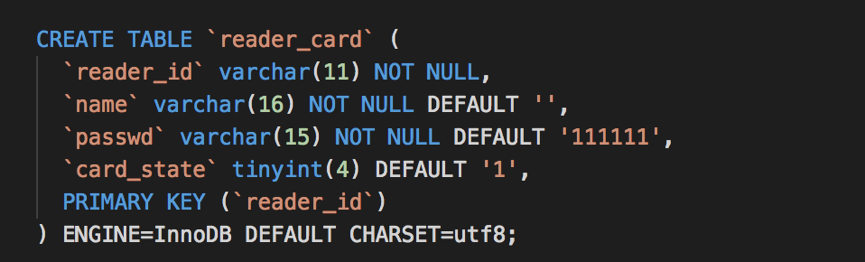 CREATE TABLE `reader_card` (
`reader_id` varchar(11) NOT NULL,
`name` varchar(16) NOT NULL DEFAULT '',
`passwd` varchar(15) NOT NULL DEFAULT '111111',
`card_state` tinyint(4) DEFAULT '1',
PRIMARY KEY (`reader_id`)
) ENGINE=InnoDB DEFAULT CHARSET=utf8;